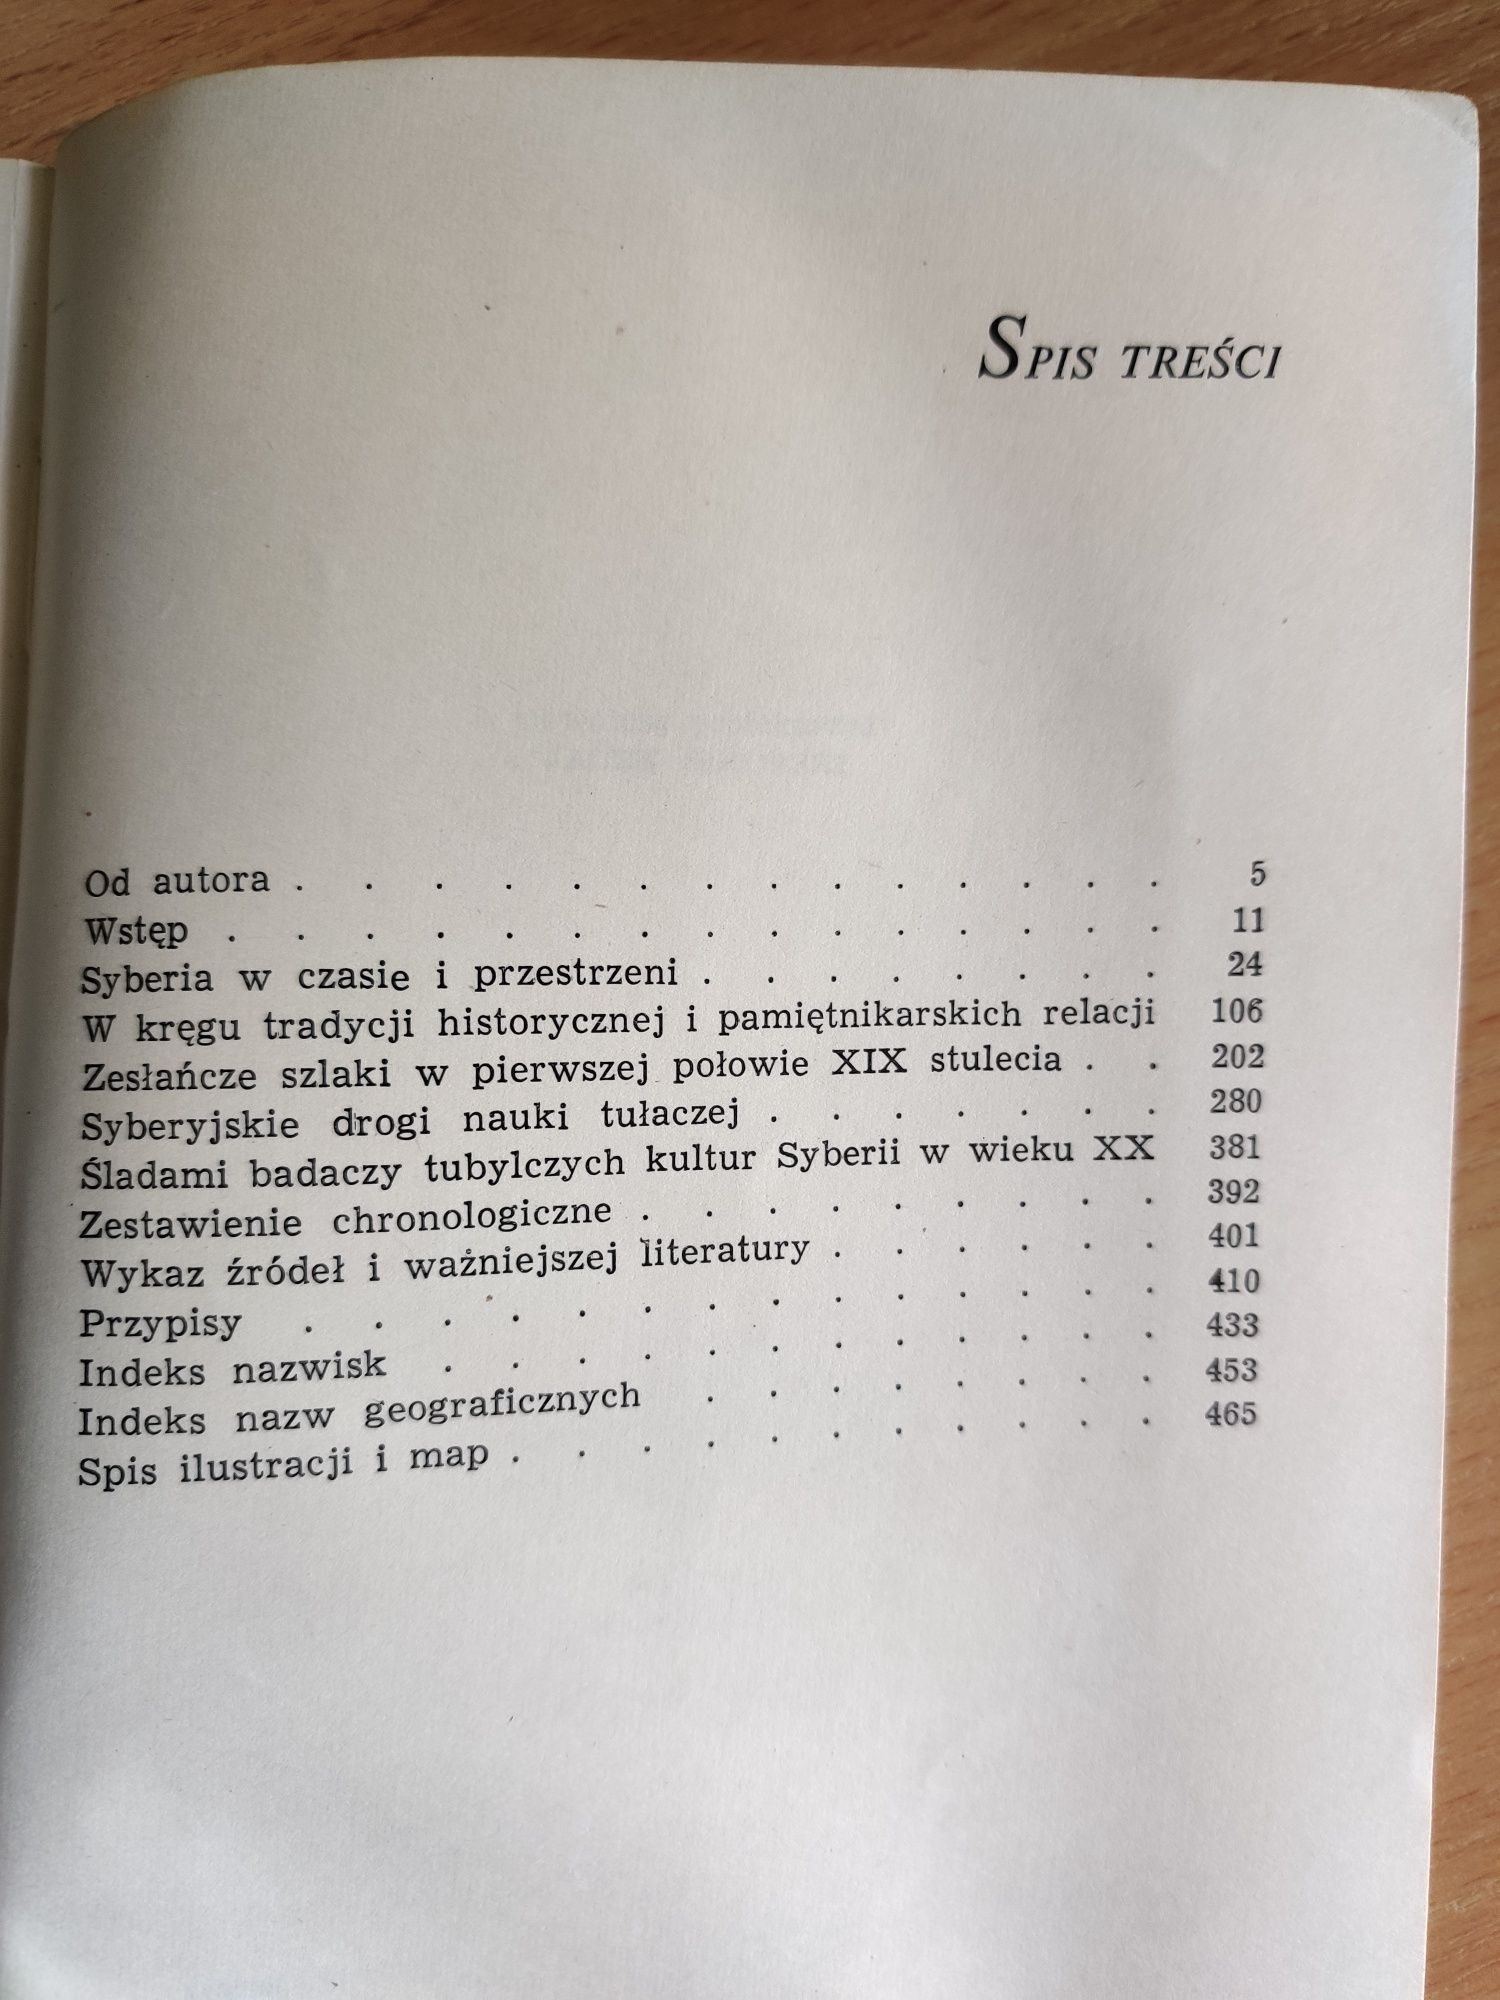 SPIS TREŚCI
Od autora . . . . . . . . . . . . . . 5
Wstęp . . . . . . . . . . . . . . . 11
Syberia w czasie i przestrzeni . . . . . . . . 24
W kręgu tradycji historycznej i pamiętnikarskich relacji 106
Zesłańcze szlaki w pierwszej połowie XIX stulecia . . 202
Syberyjskie drogi nauki tułaczej . . . . . . . 280
Śladami badaczy tubylczych kultur Syberii w wieku XX 381
Zestawienie chronologiczne . . . . . . . . . 392
Wykaz źródeł i ważniejszej literatury . . . . . . 401
Przypisy . . . . . . . . . . . . . . 410
Indeks nazwisk . . . . . . . . . . . . 433
Indeks nazw geograficznych . . . . . . . . 453
Spis ilustracji i map . . . . . . . . . . . 465